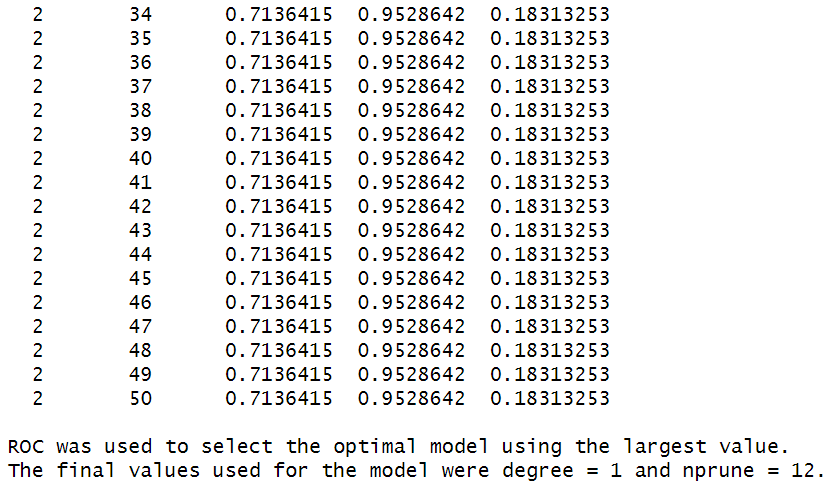 2 34 0.7136415 0.9528642 0.18313253
2 35 0.7136415 0.9528642 0.18313253
2 36 0.7136415 0.9528642 0.18313253
2 37 0.7136415 0.9528642 0.18313253
2 38 0.7136415 0.9528642 0.18313253
2 39 0.7136415 0.9528642 0.18313253
2 40 0.7136415 0.9528642 0.18313253
2 41 0.7136415 0.9528642 0.18313253
2 42 0.7136415 0.9528642 0.18313253
2 43 0.7136415 0.9528642 0.18313253
2 44 0.7136415 0.9528642 0.18313253
2 45 0.7136415 0.9528642 0.18313253
2 46 0.7136415 0.9528642 0.18313253
2 47 0.7136415 0.9528642 0.18313253
2 48 0.7136415 0.9528642 0.18313253
2 49 0.7136415 0.9528642 0.18313253
2 50 0.7136415 0.9528642 0.18313253
ROC was used to select the optimal model using the largest value.
The final values used for the model were degree = 1 and nprune = 12.